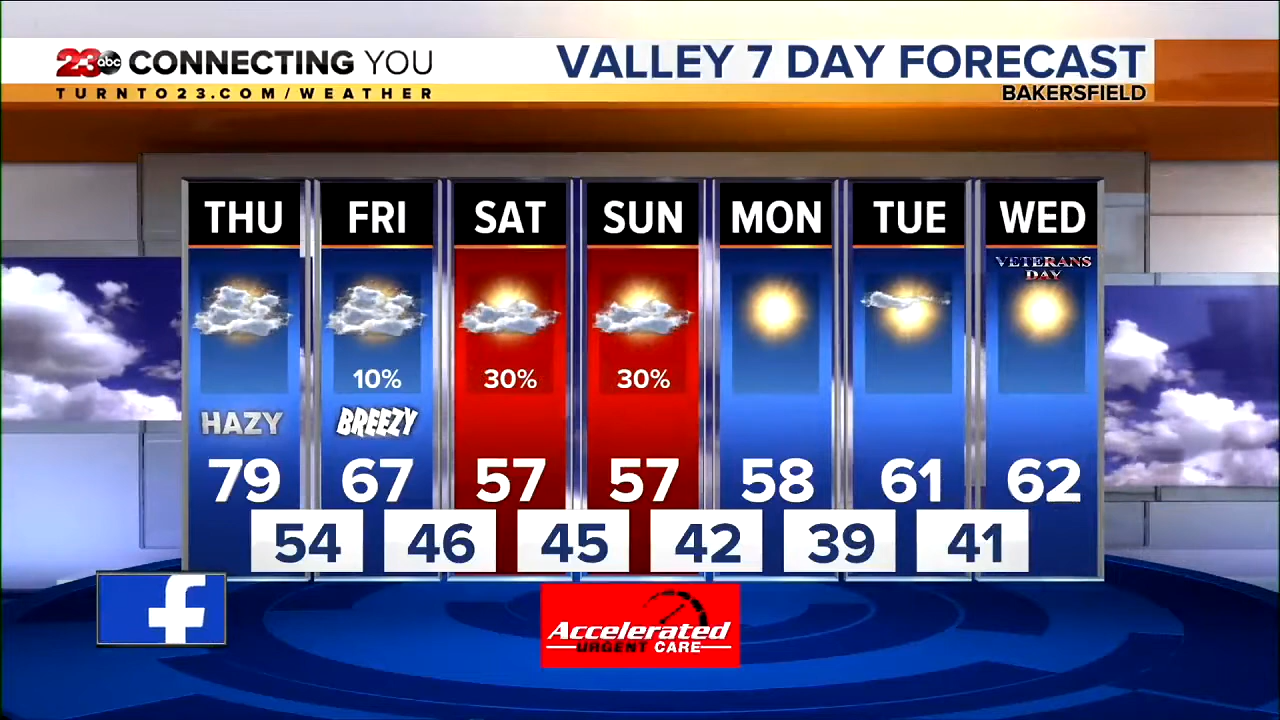 23 abc CONNECTING YOU
VALLEY 7 DAY FORECAST
TURNTO23.COM/WEATHER
BAKERSFIELD
THU FRI SAT SUN MON TUE WED
VETERANS
DAY
10% 30% 30%
HAZY BREEZY
79 67 57 57 58 61 62
54 46 45 42 39 41
f
Accelerated
URGENT CARE